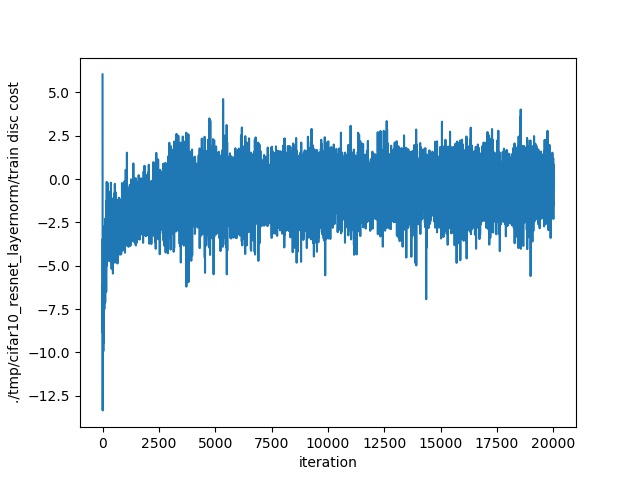 ./tmp/cifar10_resnet_layernorm/train disc cost
5.0
2.5
0.0
−2.5
−5.0
−7.5
−10.0
−12.5
0 2500 5000 7500 10000 12500 15000 17500 20000
iteration